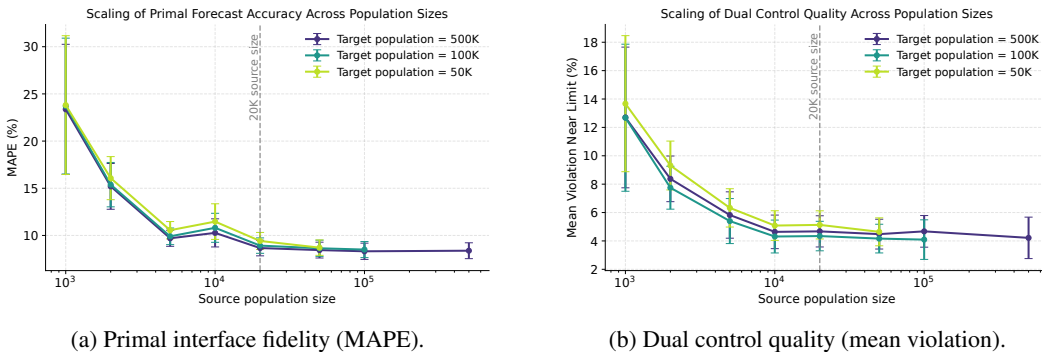 Scaling of Primal Forecast Accuracy Across Population Sizes
30
25
20
15
10
MAPE (%)
20K source size
Target population = 500K
Target population = 100K
Target population = 50K
10³
10⁴
10⁵
Source population size
(a) Primal interface fidelity (MAPE).
Scaling of Dual Control Quality Across Population Sizes
18
16
14
12
10
8
6
4
2
Mean Violation Near Limit (%)
20K source size
Target population = 500K
Target population = 100K
Target population = 50K
10³
10⁴
10⁵
Source population size
(b) Dual control quality (mean violation).